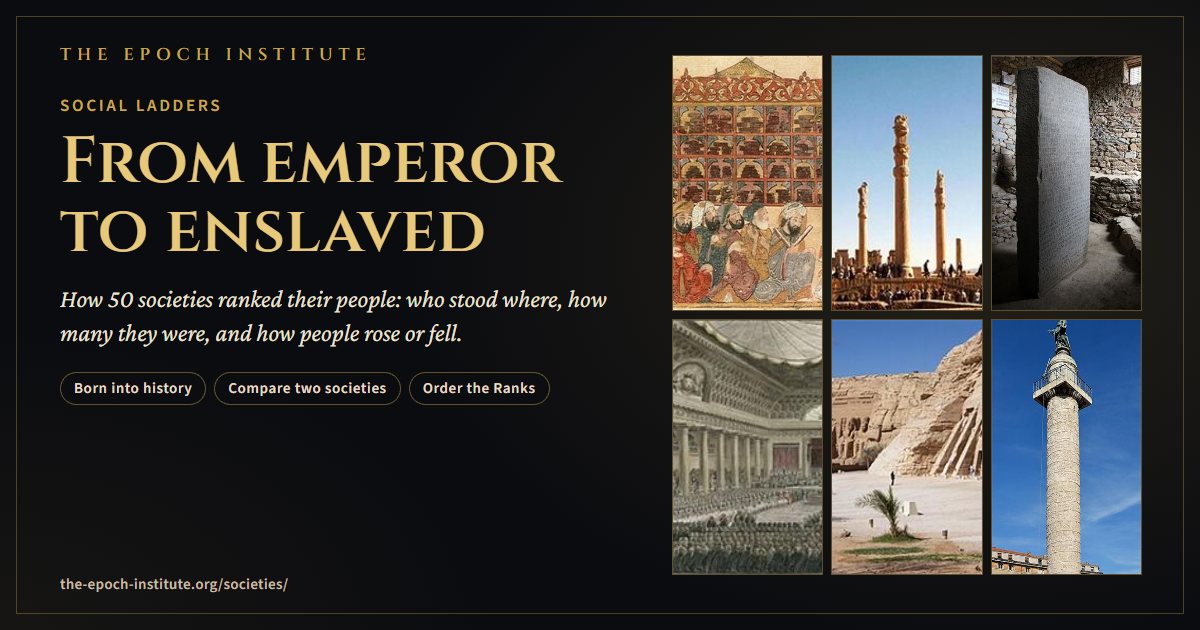 THE EPOCH INSTITUTE
SOCIAL LADDERS
FROM EMPEROR
TO ENSLAVED
How 50 societies ranked their people: who stood where, how
many they were, and how people rose or fell.
Born into history
Compare two societies
Order the Ranks
the-epoch-institute.org/societies/